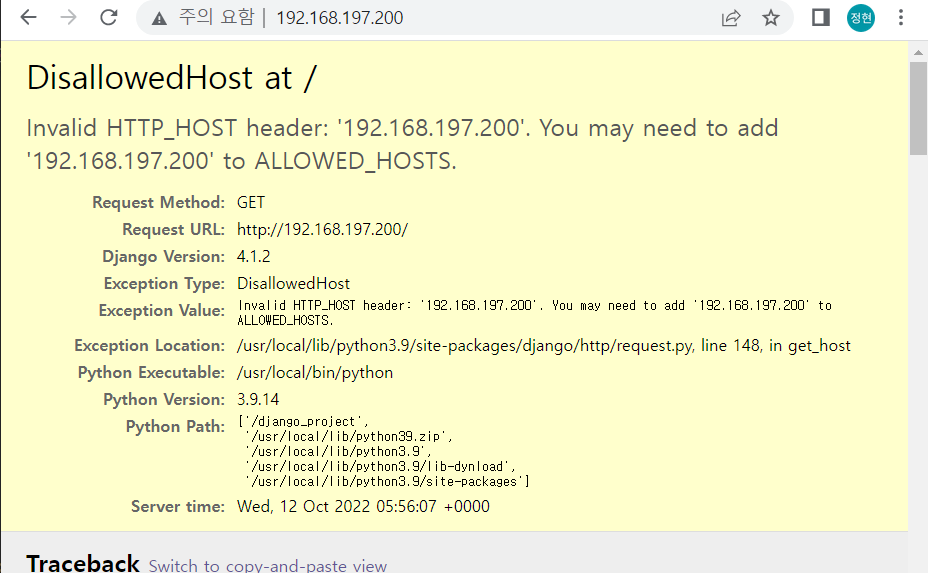 주의 요함 | 192.168.197.200
정현
DisallowedHost at /
Invalid HTTP_HOST header: '192.168.197.200'. You may need to add
'192.168.197.200' to ALLOWED_HOSTS.
Request Method: GET
Request URL: http://192.168.197.200/
Django Version: 4.1.2
Exception Type: DisallowedHost
Exception Value: Invalid HTTP_HOST header: '192.168.197.200'. You may need to add '192.168.197.200' to
ALLOWED_HOSTS.
Exception Location: /usr/local/lib/python3.9/site-packages/django/http/request.py, line 148, in get_host
Python Executable: /usr/local/bin/python
Python Version: 3.9.14
Python Path: ['/django_project',
'/usr/local/lib/python39.zip',
'/usr/local/lib/python3.9',
'/usr/local/lib/python3.9/lib-dynload',
'/usr/local/lib/python3.9/site-packages']
Server time: Wed, 12 Oct 2022 05:56:07 +0000
Traceback Switch to copy-and-paste view